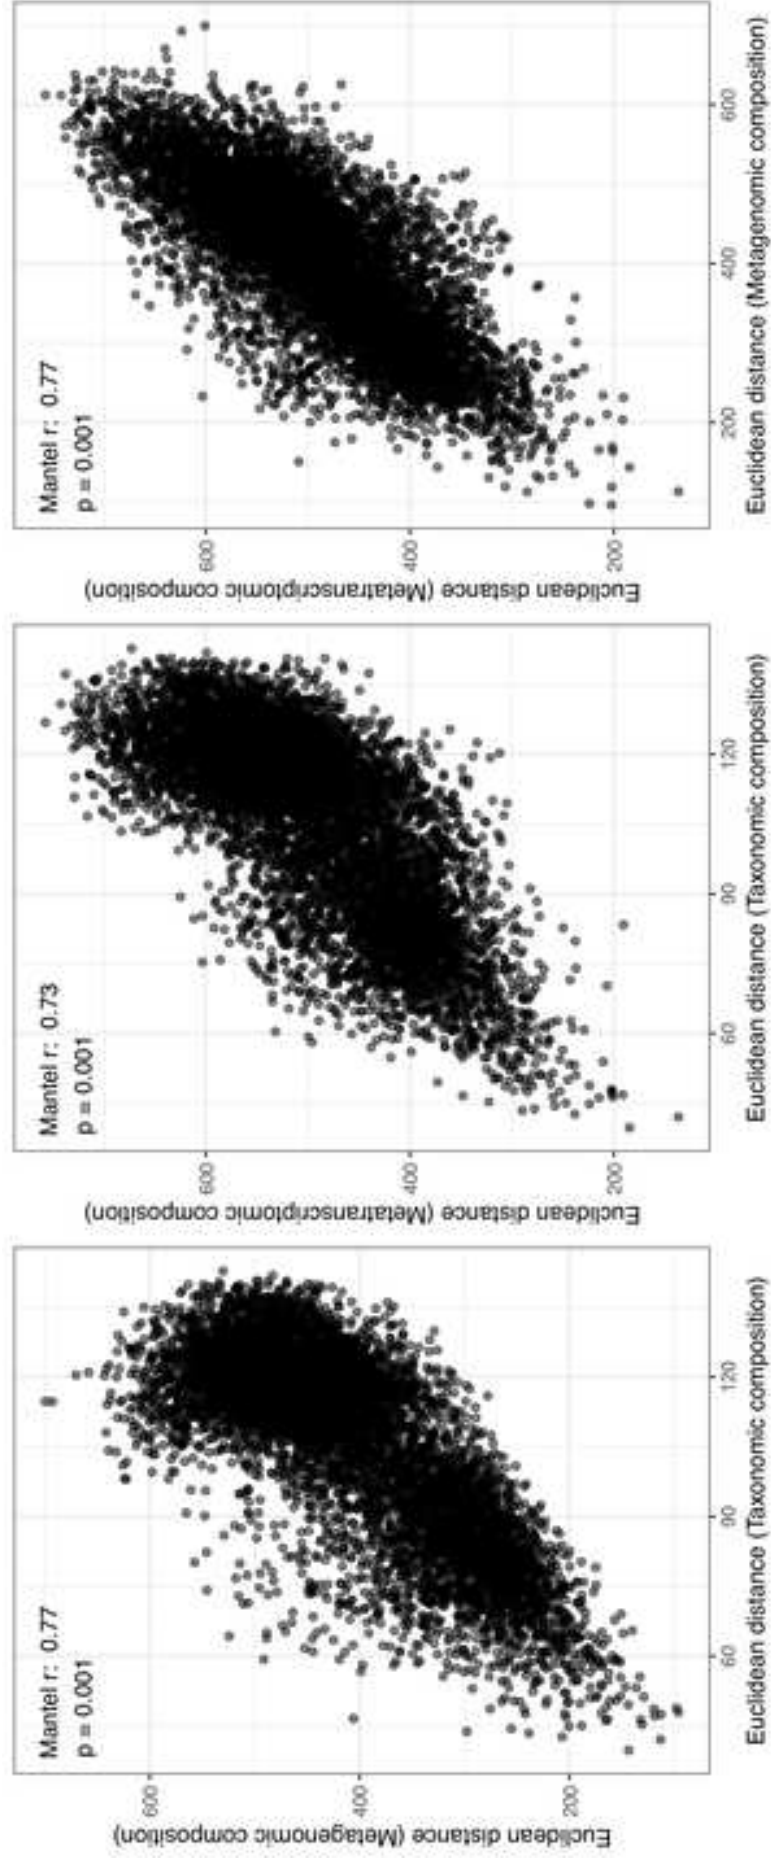 Euclidean distance (Metagenomic composition)
600
400
200
Mantel r: 0.77
p = 0.001
60
90
120
Euclidean distance (Taxonomic composition)
Euclidean distance (Metatranscriptomic composition)
600
400
200
Mantel r: 0.73
p = 0.001
60
90
120
Euclidean distance (Taxonomic composition)
Euclidean distance (Metatranscriptomic composition)
600
400
200
Mantel r: 0.77
p = 0.001
200
400
600
Euclidean distance (Metagenomic composition)